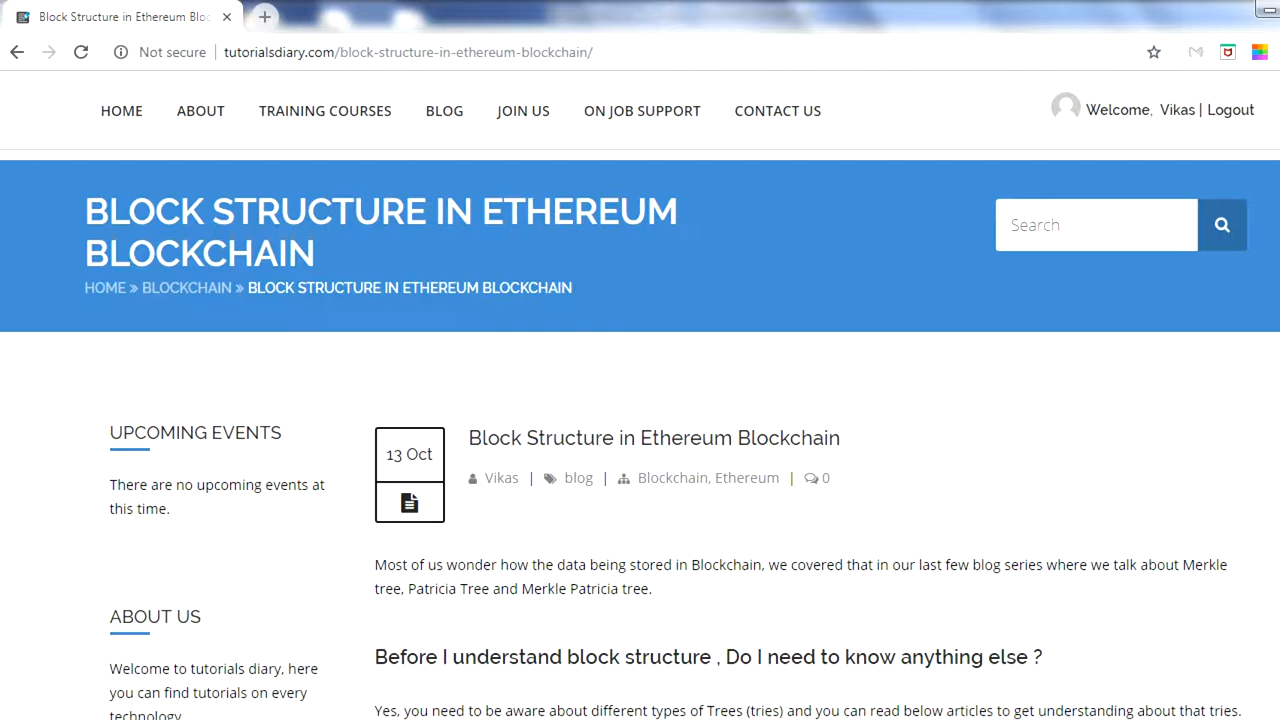 Block Structure in Ethereum Bloc
Not secure tutorialsdiary.com/block-structure-in-ethereum-blockchain/
HOME ABOUT TRAINING COURSES BLOG JOIN US ON JOB SUPPORT CONTACT US Welcome, Vikas | Logout
BLOCK STRUCTURE IN ETHEREUM
BLOCKCHAIN
Search
HOME » BLOCKCHAIN » BLOCK STRUCTURE IN ETHEREUM BLOCKCHAIN
UPCOMING EVENTS
There are no upcoming events at
this time.
ABOUT US
Welcome to tutorials diary, here
you can find tutorials on every
technology
13 Oct
Block Structure in Ethereum Blockchain
Vikas | blog | Blockchain, Ethereum | 0
Most of us wonder how the data being stored in Blockchain, we covered that in our last few blog series where we talk about Merkle
tree, Patricia Tree and Merkle Patricia tree.
Before I understand block structure , Do I need to know anything else ?
Yes, you need to be aware about different types of Trees (tries) and you can read below articles to get understanding about that tries.